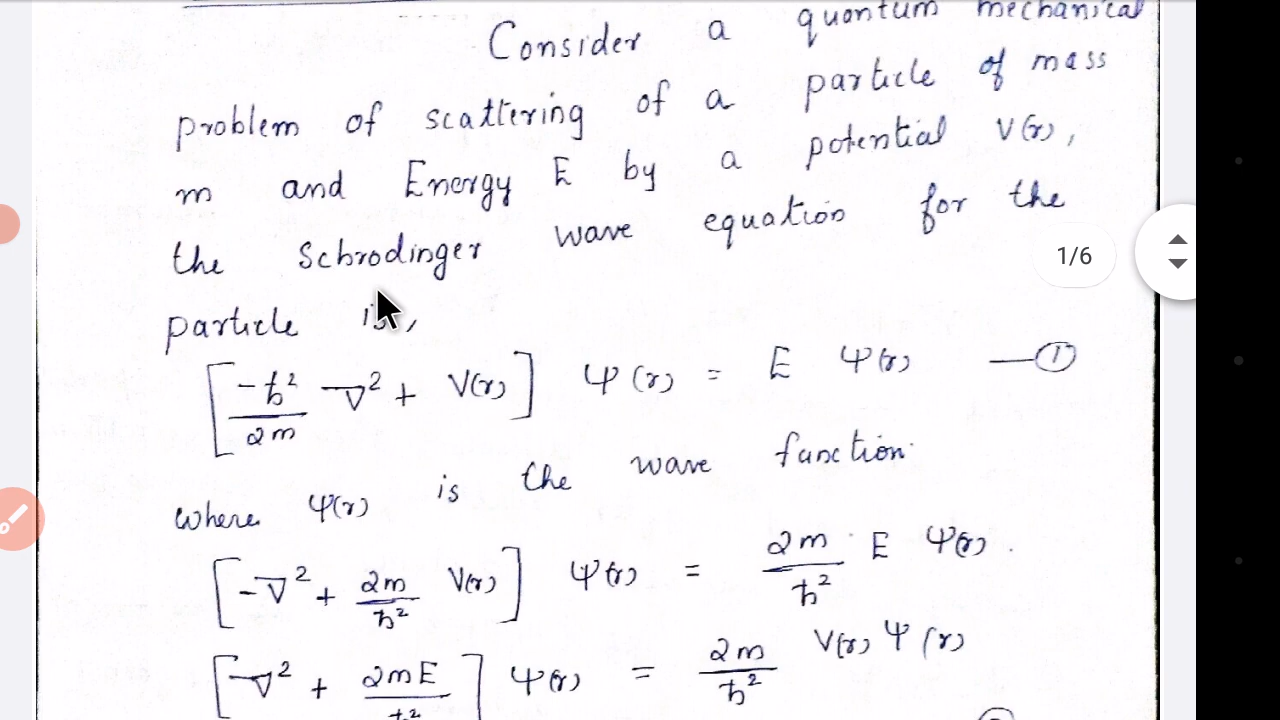 Consider a quantum mechanical
problem of scattering of a particle of mass
m and Energy E by a potential V(r),
the Schrodinger wave equation for the
particle is,
[-ħ²/2m ∇² + V(r)] ψ(r) = E ψ(r) —①
where ψ(r) is the wave function.
[-∇² + 2m/ħ² V(r)] ψ(r) = 2m/ħ² E ψ(r).
[∇² + 2mE/ħ²] ψ(r) = 2m/ħ² V(r) ψ(r)
1/6